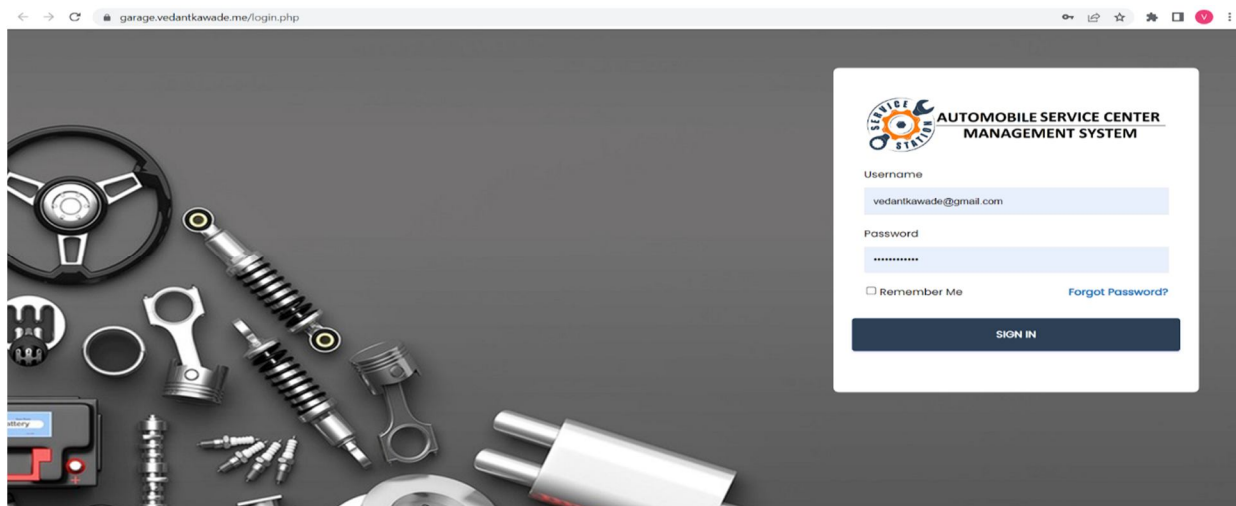 garage.vedantkawade.me/login.php
V
SERVICE
STATION
AUTOMOBILE SERVICE CENTER
MANAGEMENT SYSTEM
Username
vedantkawade@gmail.com
Password
••••••••••••
Remember Me
Forgot Password?
SIGN IN